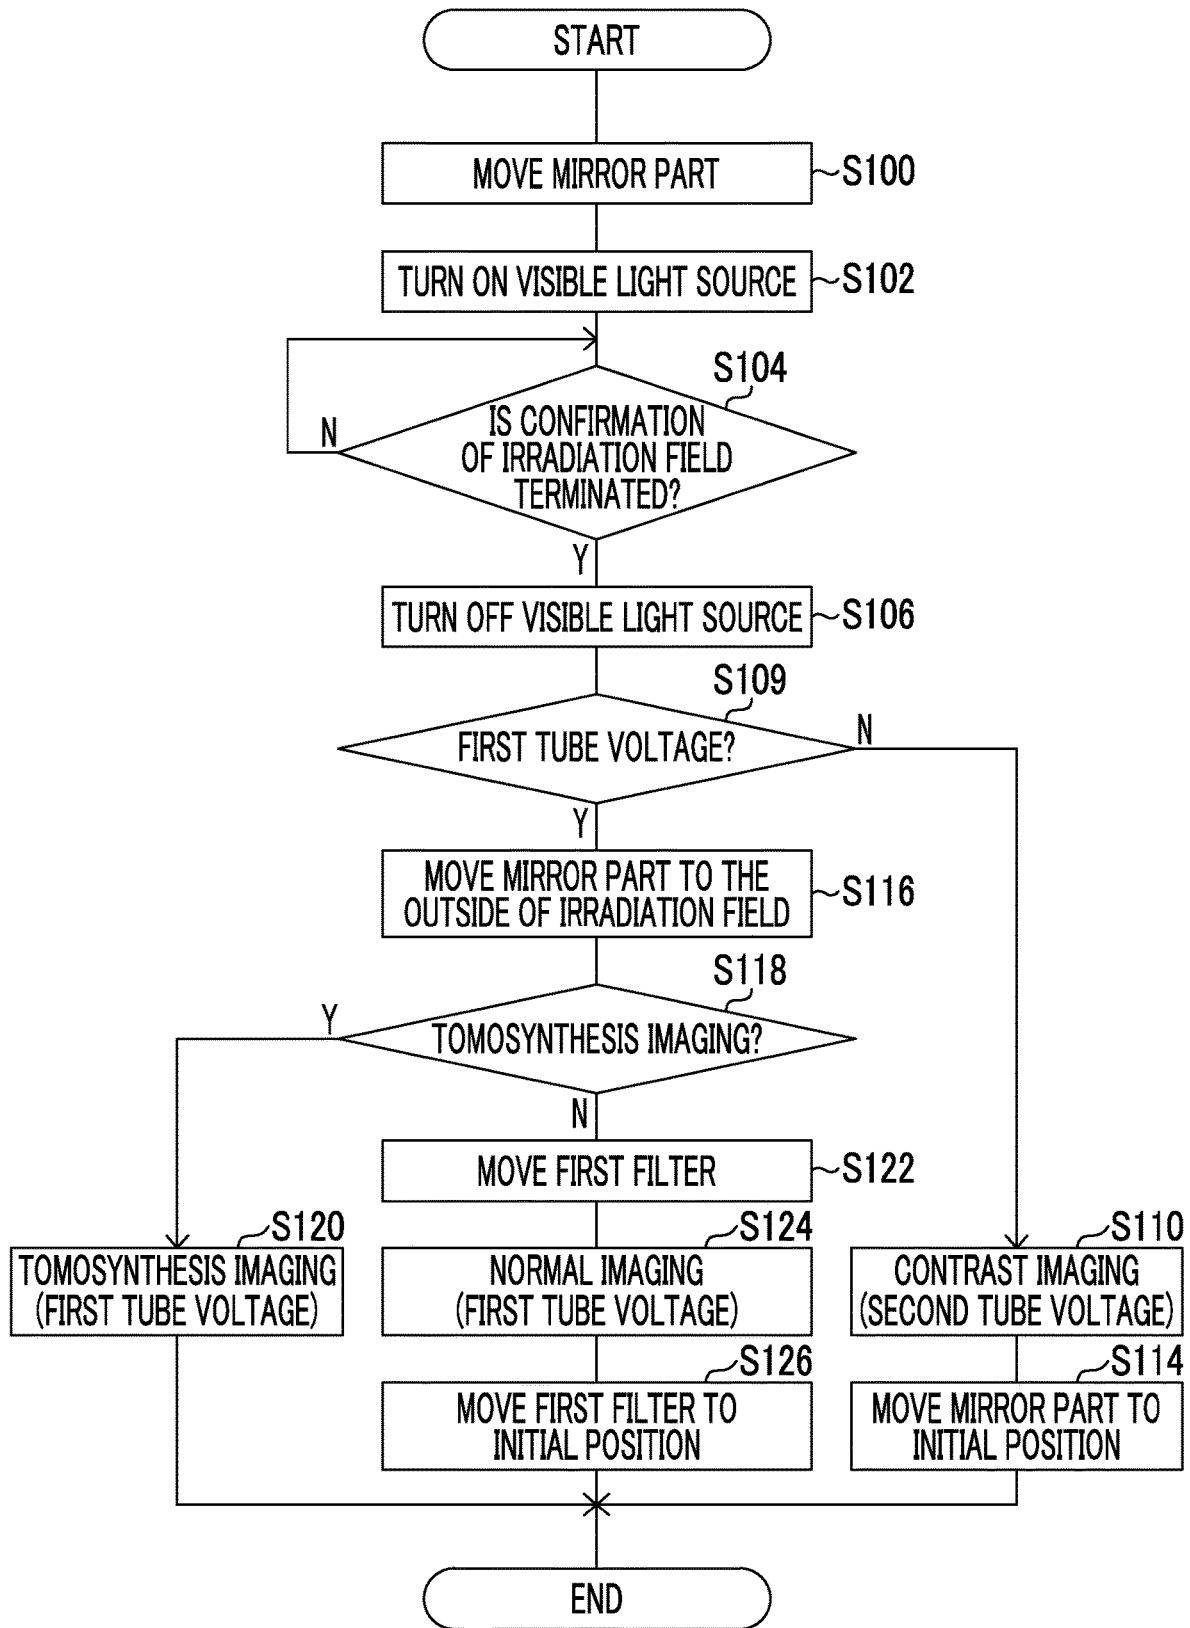 START
MOVE MIRROR PART
S100
TURN ON VISIBLE LIGHT SOURCE
S102
S104
IS CONFIRMATION
OF IRRADIATION FIELD
TERMINATED?
N
Y
TURN OFF VISIBLE LIGHT SOURCE
S106
S109
FIRST TUBE VOLTAGE?
N
Y
MOVE MIRROR PART TO THE
OUTSIDE OF IRRADIATION FIELD
S116
S118
TOMOSYNTHESIS IMAGING?
Y
N
MOVE FIRST FILTER
S122
S120
TOMOSYNTHESIS IMAGING
(FIRST TUBE VOLTAGE)
S124
NORMAL IMAGING
(FIRST TUBE VOLTAGE)
S110
CONTRAST IMAGING
(SECOND TUBE VOLTAGE)
S126
MOVE FIRST FILTER TO
INITIAL POSITION
S114
MOVE MIRROR PART TO
INITIAL POSITION
END